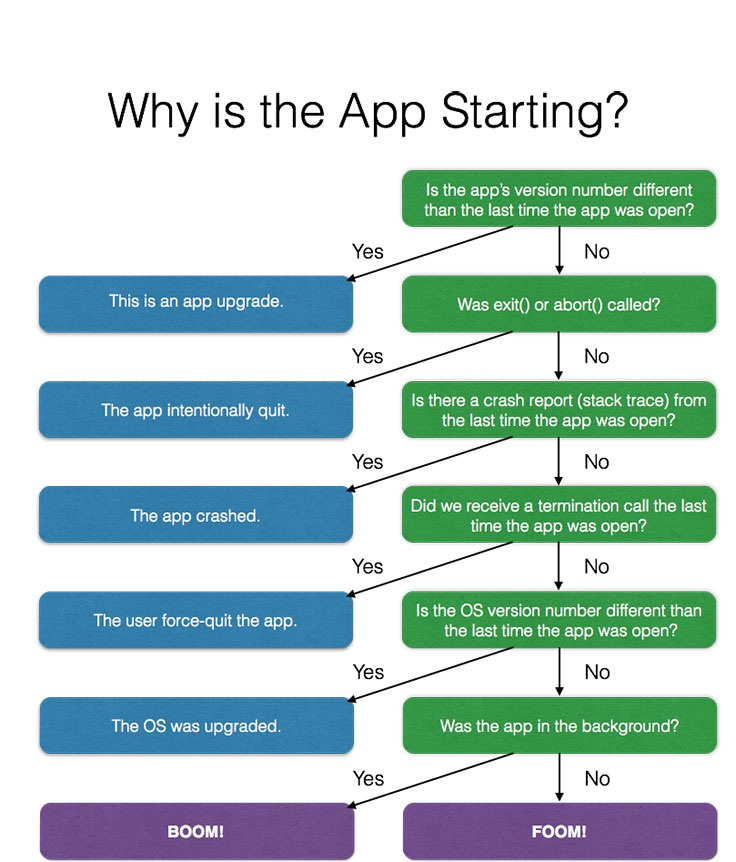 Why is the App Starting?
Is the app's version number different
than the last time the app was open?
Yes
No
This is an app upgrade.
Was exit() or abort() called?
Yes
No
The app intentionally quit.
Is there a crash report (stack trace) from
the last time the app was open?
Yes
No
The app crashed.
Did we receive a termination call the last
time the app was open?
Yes
No
The user force-quit the app.
Is the OS version number different than
the last time the app was open?
Yes
No
The OS was upgraded.
Was the app in the background?
Yes
No
BOOM!
FOOM!